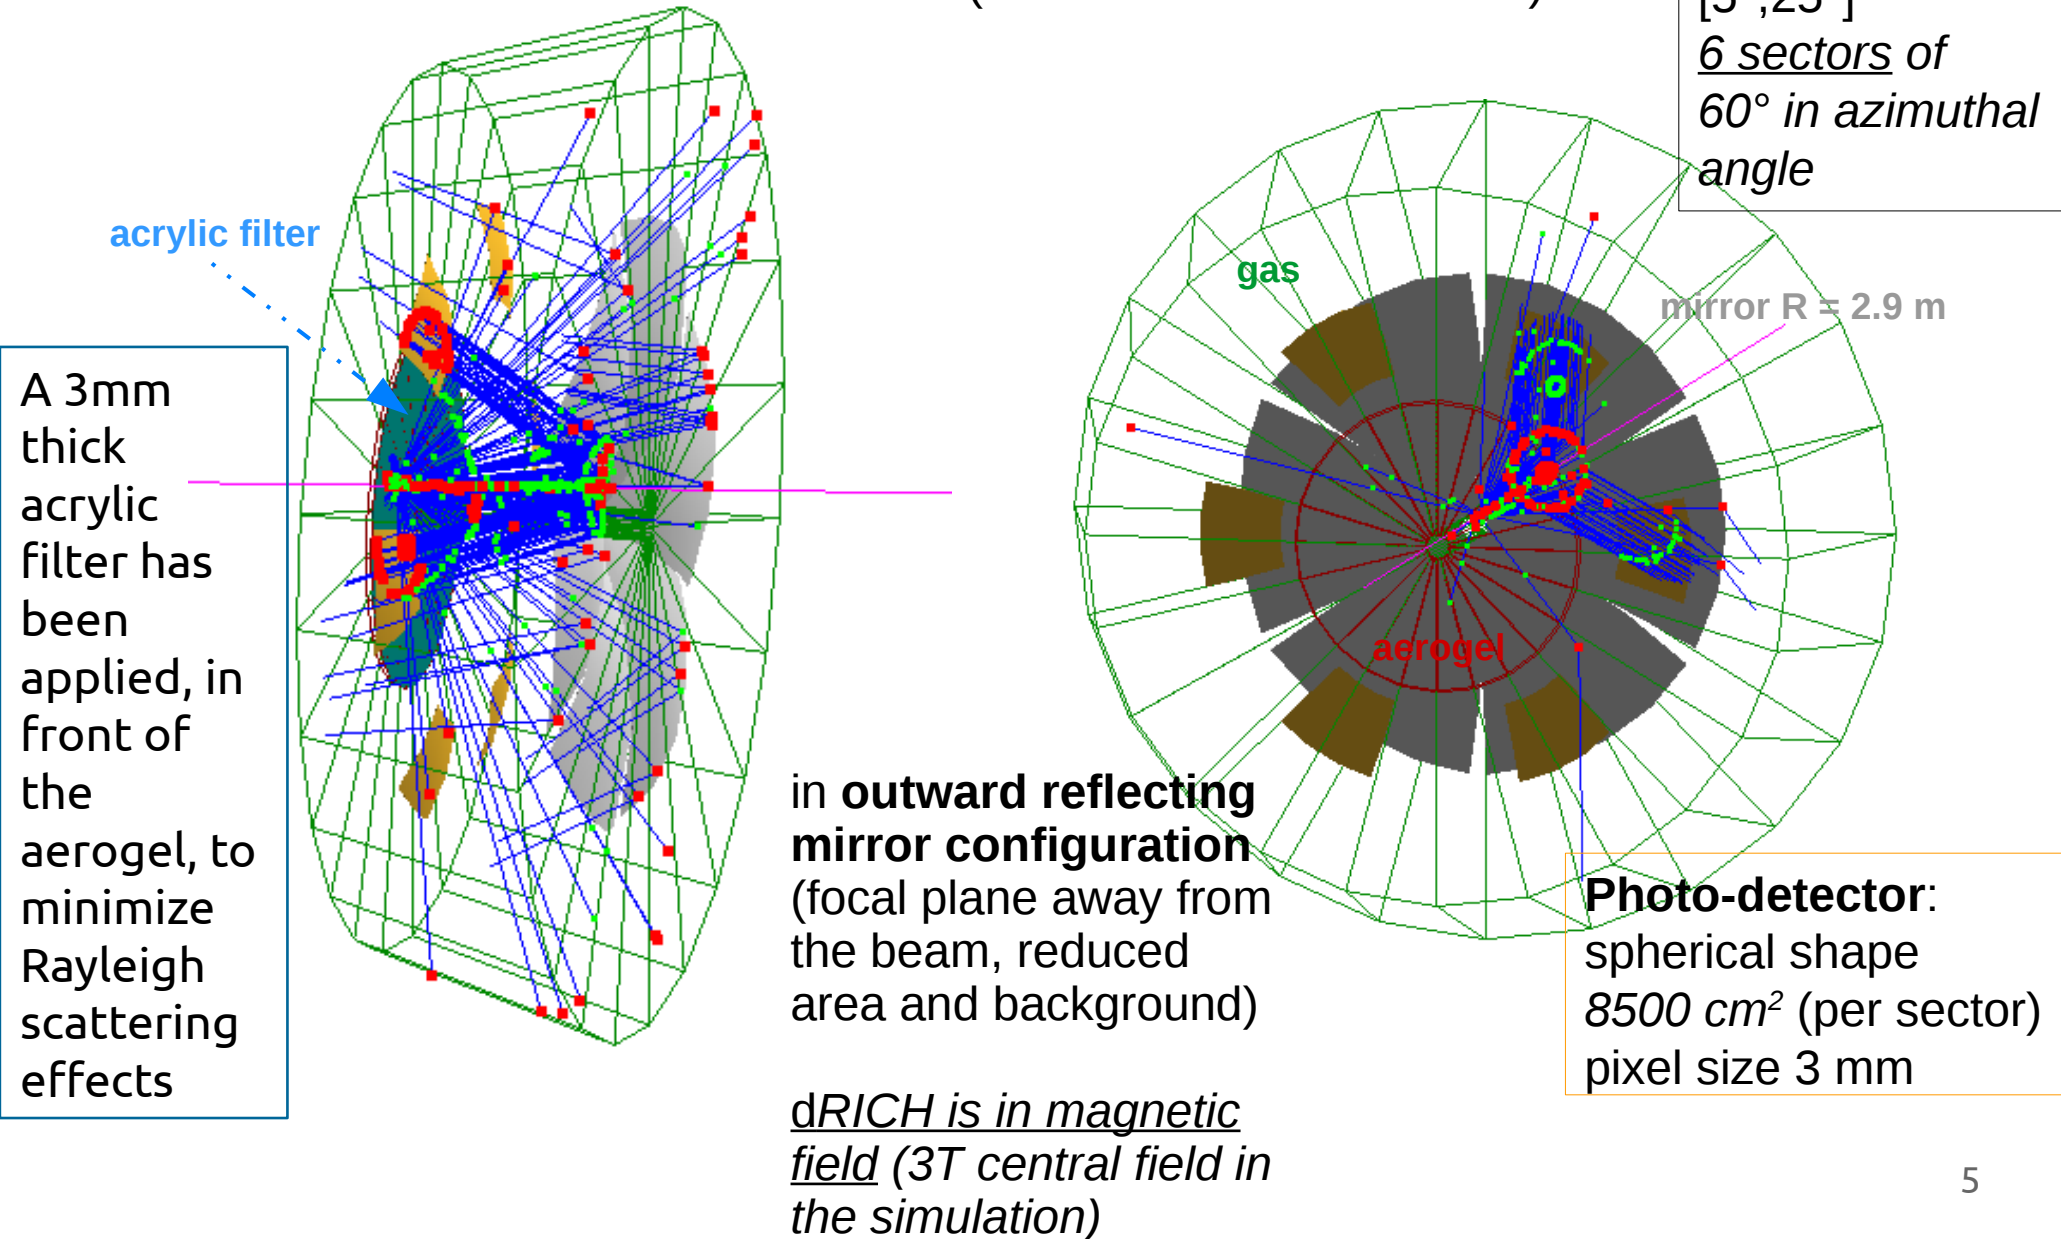 [5°,25°]
6 sectors of
60° in azimuthal
angle
acrylic filter
gas
mirror R = 2.9 m
A 3mm
thick
acrylic
filter has
been
applied, in
front of
the
aerogel, to
minimize
Rayleigh
scattering
effects
aerogel
in outward reflecting
mirror configuration
(focal plane away from
the beam, reduced
area and background)
dRICH is in magnetic
field (3T central field in
the simulation)
Photo-detector:
spherical shape
8500 cm² (per sector)
pixel size 3 mm
5